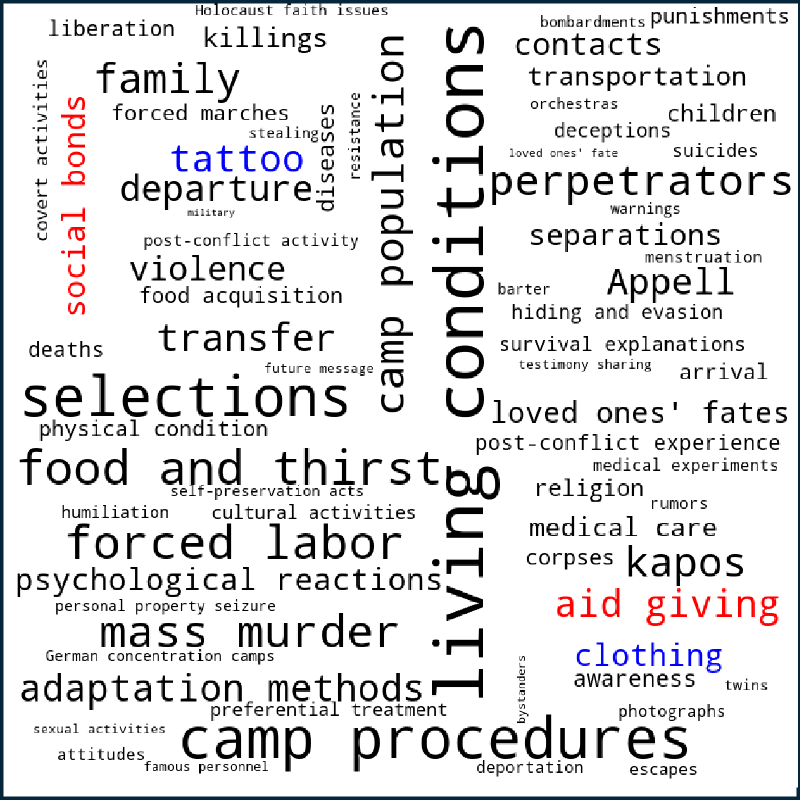 Holocaust faith issues
liberation
killings
bombardments
punishments
contacts
family
transportation
forced marches
orchestras
children
stealing
deceptions
tattoo
loved ones' fate
suicides
departure
perpetrators
military
warnings
covert activities
social bonds
diseases
resistance
camp population
living conditions
post-conflict activity
separations
menstruation
violence
Appell
food acquisition
barter
hiding and evasion
transfer
survival explanations
deaths
future message
testimony sharing
arrival
selections
loved ones' fates
physical condition
post-conflict experience
food and thirst
medical experiments
self-preservation acts
religion
humiliation
cultural activities
rumors
forced labor
medical care
corpses
kapos
psychological reactions
personal property seizure
aid giving
mass murder
German concentration camps
clothing
adaptation methods
awareness
twins
bystanders
preferential treatment
photographs
sexual activities
camp procedures
attitudes
famous personnel
deportation
escapes